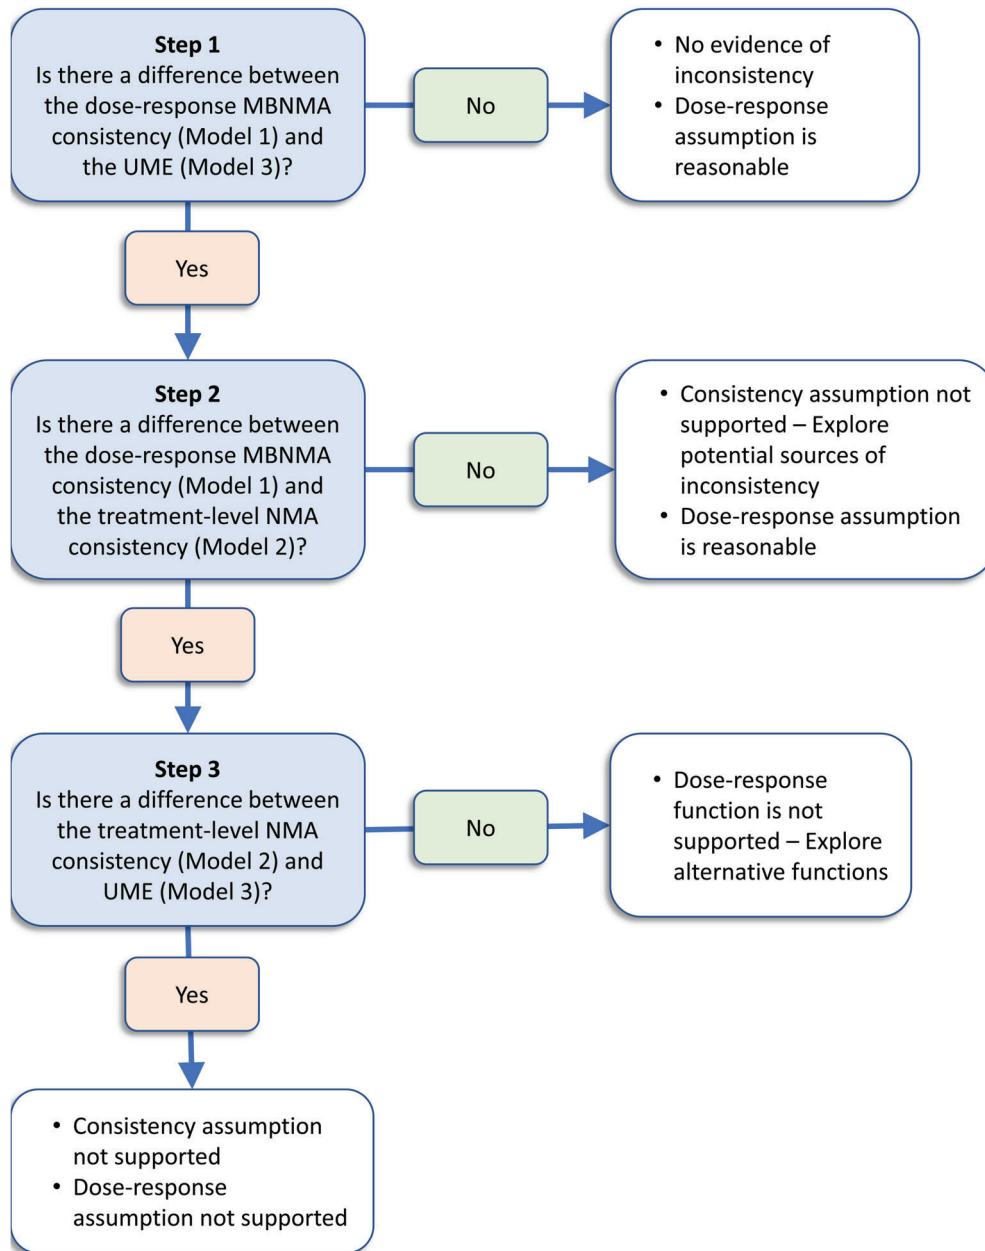 Step 1
Is there a difference between
the dose-response MBNMA
consistency (Model 1) and
the UME (Model 3)?
No
• No evidence of
inconsistency
• Dose-response
assumption is
reasonable
Yes
Step 2
Is there a difference between
the dose-response MBNMA
consistency (Model 1) and
the treatment-level NMA
consistency (Model 2)?
No
• Consistency assumption not
supported – Explore
potential sources of
inconsistency
• Dose-response assumption
is reasonable
Yes
Step 3
Is there a difference between
the treatment-level NMA
consistency (Model 2) and
UME (Model 3)?
No
• Dose-response
function is not
supported – Explore
alternative functions
Yes
• Consistency assumption
not supported
• Dose-response
assumption not supported